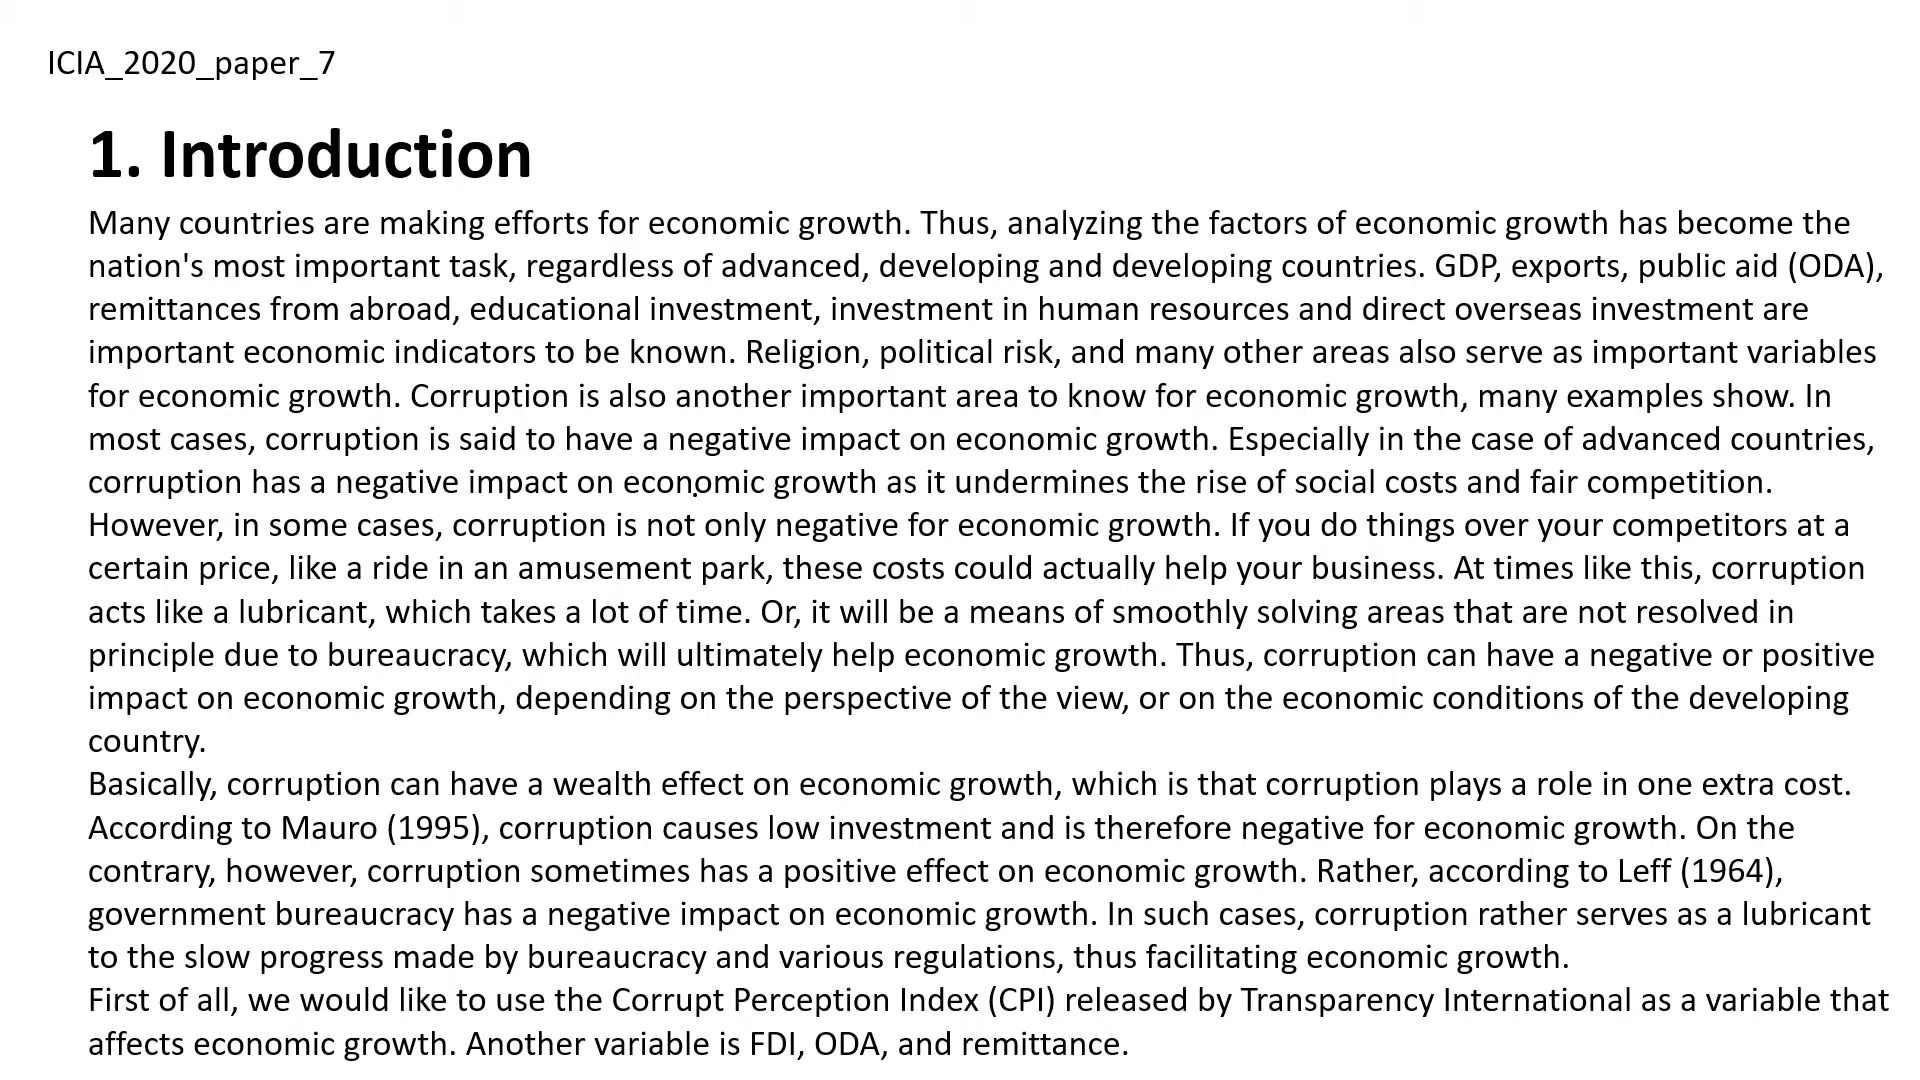 ICIA_2020_paper_7
1. Introduction
Many countries are making efforts for economic growth. Thus, analyzing the factors of economic growth has become the
nation's most important task, regardless of advanced, developing and developing countries. GDP, exports, public aid (ODA),
remittances from abroad, educational investment, investment in human resources and direct overseas investment are
important economic indicators to be known. Religion, political risk, and many other areas also serve as important variables
for economic growth. Corruption is also another important area to know for economic growth, many examples show. In
most cases, corruption is said to have a negative impact on economic growth. Especially in the case of advanced countries,
corruption has a negative impact on economic growth as it undermines the rise of social costs and fair competition.
However, in some cases, corruption is not only negative for economic growth. If you do things over your competitors at a
certain price, like a ride in an amusement park, these costs could actually help your business. At times like this, corruption
acts like a lubricant, which takes a lot of time. Or, it will be a means of smoothly solving areas that are not resolved in
principle due to bureaucracy, which will ultimately help economic growth. Thus, corruption can have a negative or positive
impact on economic growth, depending on the perspective of the view, or on the economic conditions of the developing
country.
Basically, corruption can have a wealth effect on economic growth, which is that corruption plays a role in one extra cost.
According to Mauro (1995), corruption causes low investment and is therefore negative for economic growth. On the
contrary, however, corruption sometimes has a positive effect on economic growth. Rather, according to Leff (1964),
government bureaucracy has a negative impact on economic growth. In such cases, corruption rather serves as a lubricant
to the slow progress made by bureaucracy and various regulations, thus facilitating economic growth.
First of all, we would like to use the Corrupt Perception Index (CPI) released by Transparency International as a variable that
affects economic growth. Another variable is FDI, ODA, and remittance.